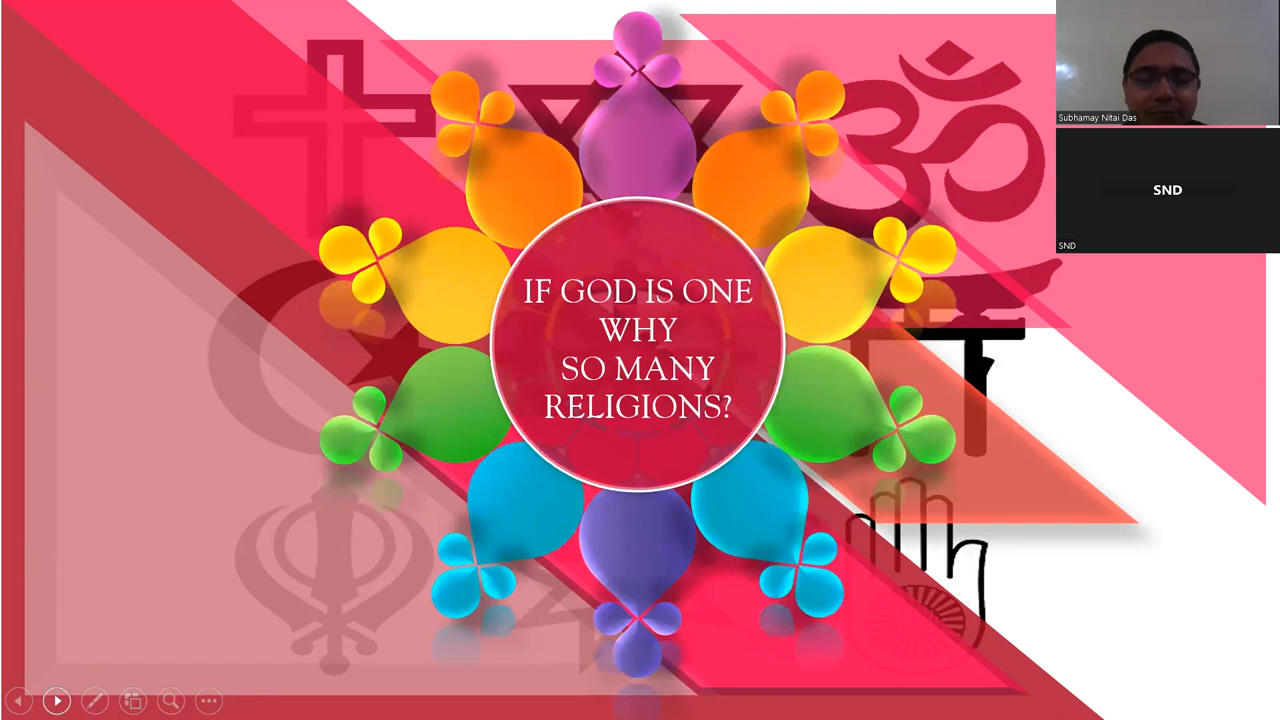 IF GOD IS ONE
WHY
SO MANY
RELIGIONS?
Subhamay Nitai Das
SND
SND